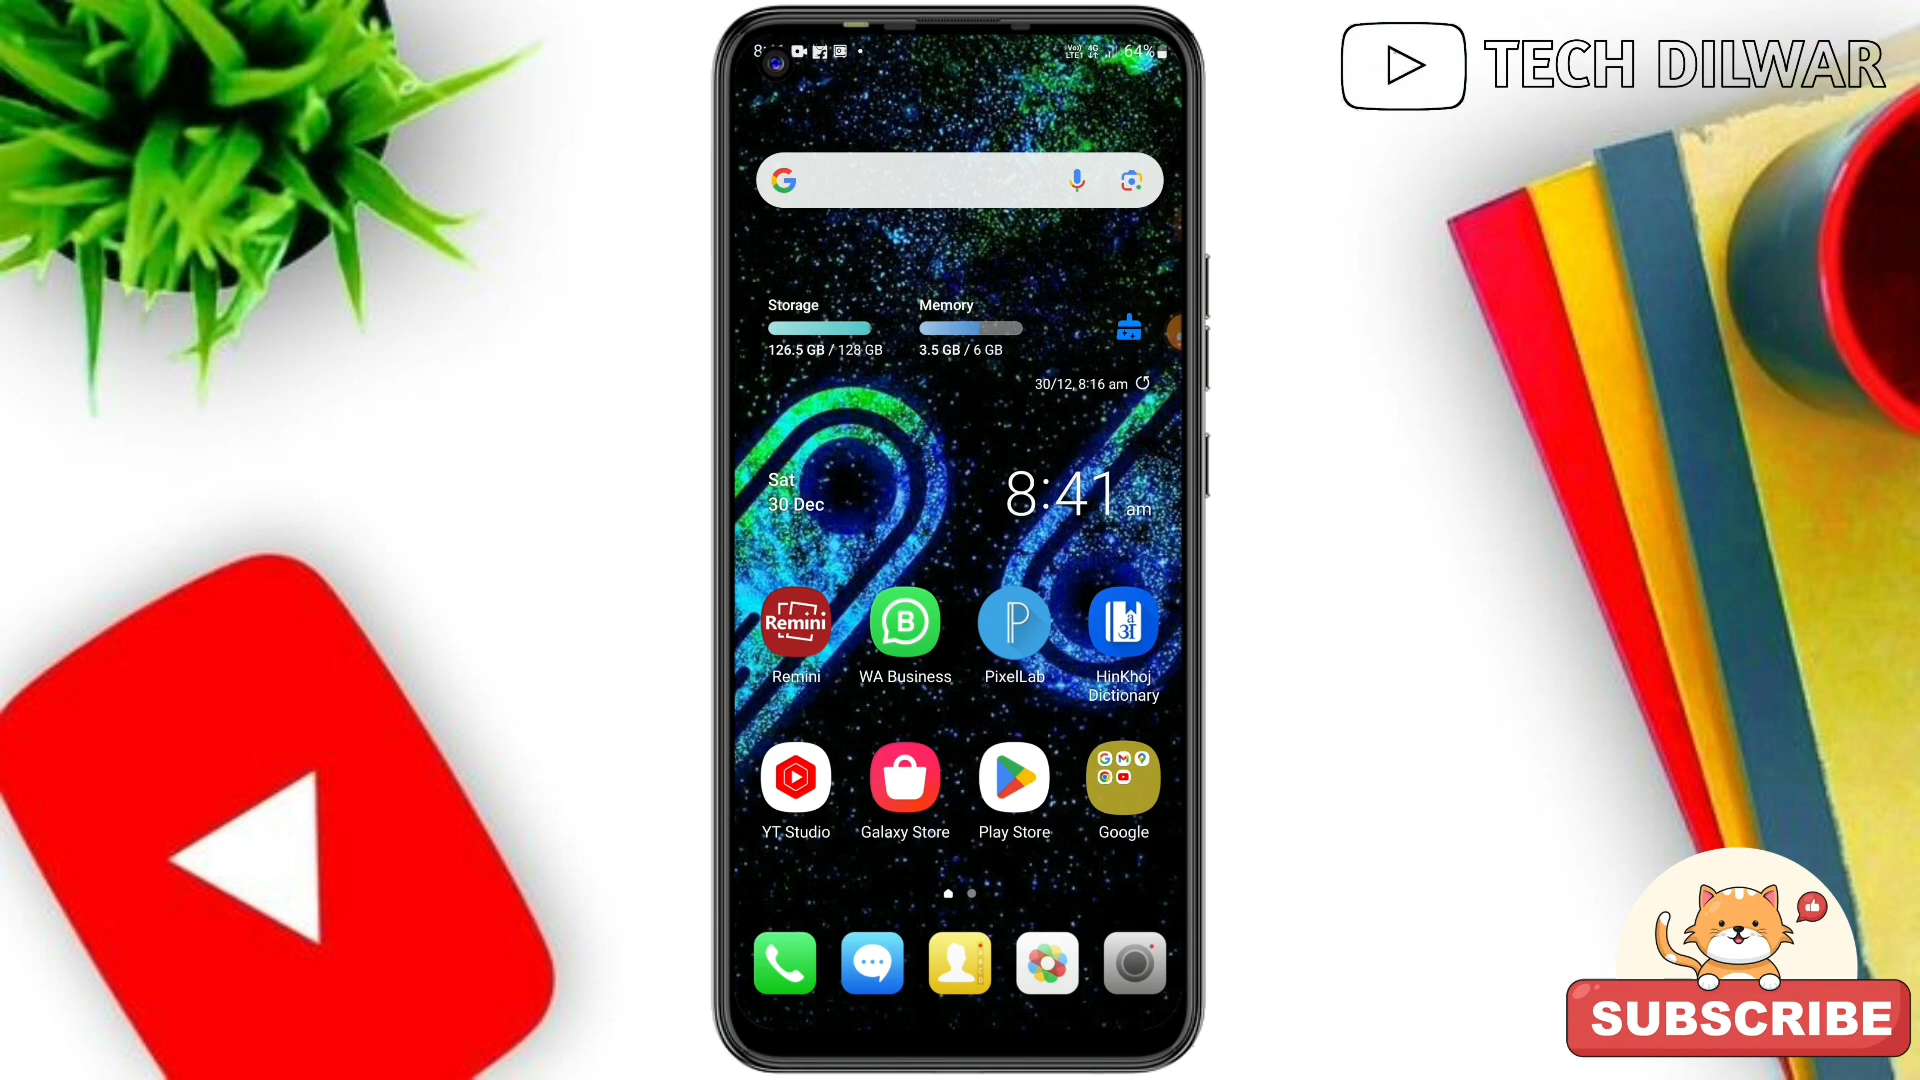 TECH DILWAR
64%
Storage
Memory
126.5 GB / 128 GB
3.5 GB / 6 GB
30/12, 8:16 am
Sat
30 Dec
8:41 am
Remini
B
P
a
अ
Remini
WA Business
PixelLab
HinKhoj
Dictionary
YT Studio
Galaxy Store
Play Store
Google
SUBSCRIBE